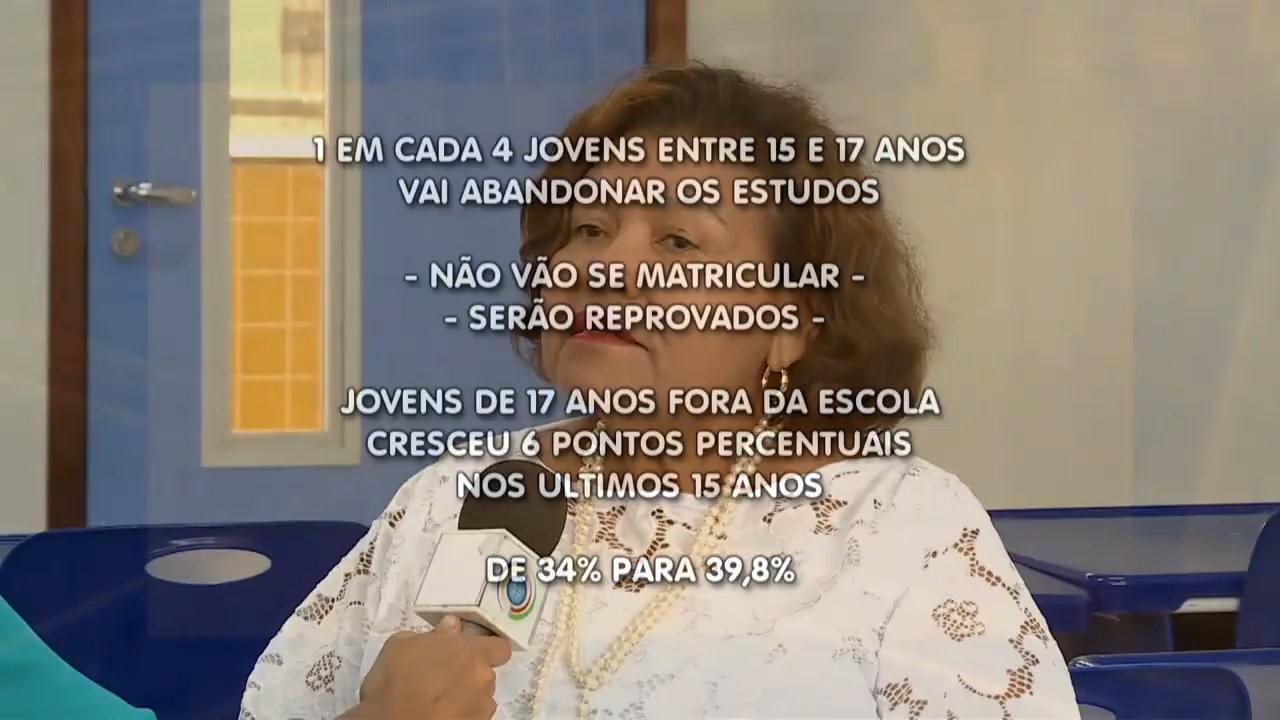 1 EM CADA 4 JOVENS ENTRE 15 E 17 ANOS
VAI ABANDONAR OS ESTUDOS
- NÃO VÃO SE MATRICULAR -
- SERÃO REPROVADOS -
JOVENS DE 17 ANOS FORA DA ESCOLA
CRESCEU 6 PONTOS PERCENTUAIS
NOS ULTIMOS 15 ANOS
DE 34% PARA 39,8%